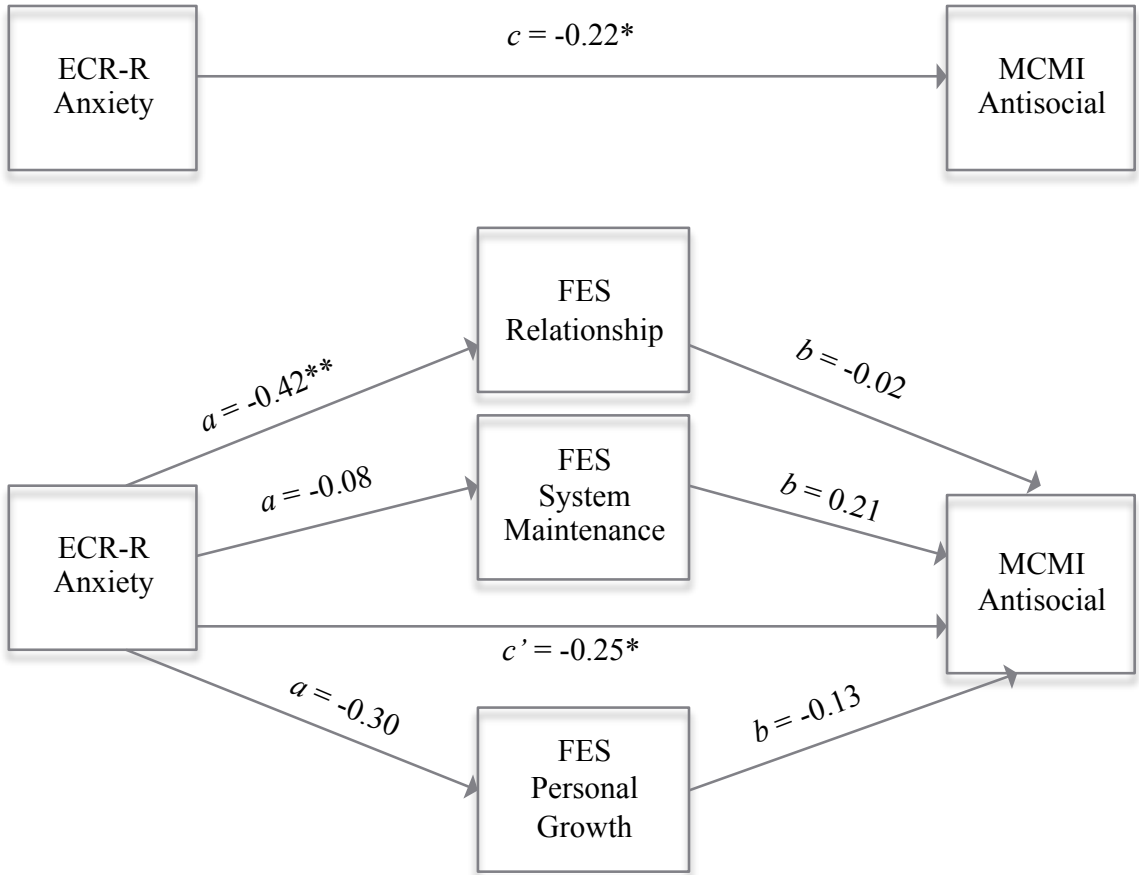 c = -0.22*
ECR-R
Anxiety
MCMI
Antisocial
FES
Relationship
a = -0.42**
b = -0.02
FES
System
Maintenance
a = -0.08
b = 0.21
ECR-R
Anxiety
MCMI
Antisocial
c’ = -0.25*
a = -0.30
b = -0.13
FES
Personal
Growth